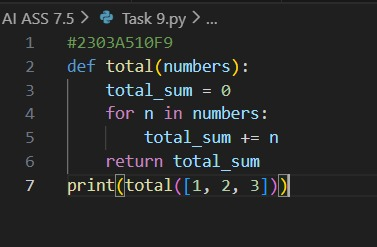 AI ASS 7.5 > Task 9.py > ...
1 #2303A510F9
2 def total(numbers):
3     total_sum = 0
4     for n in numbers:
5         total_sum += n
6     return total_sum
7 print(total([1, 2, 3]))